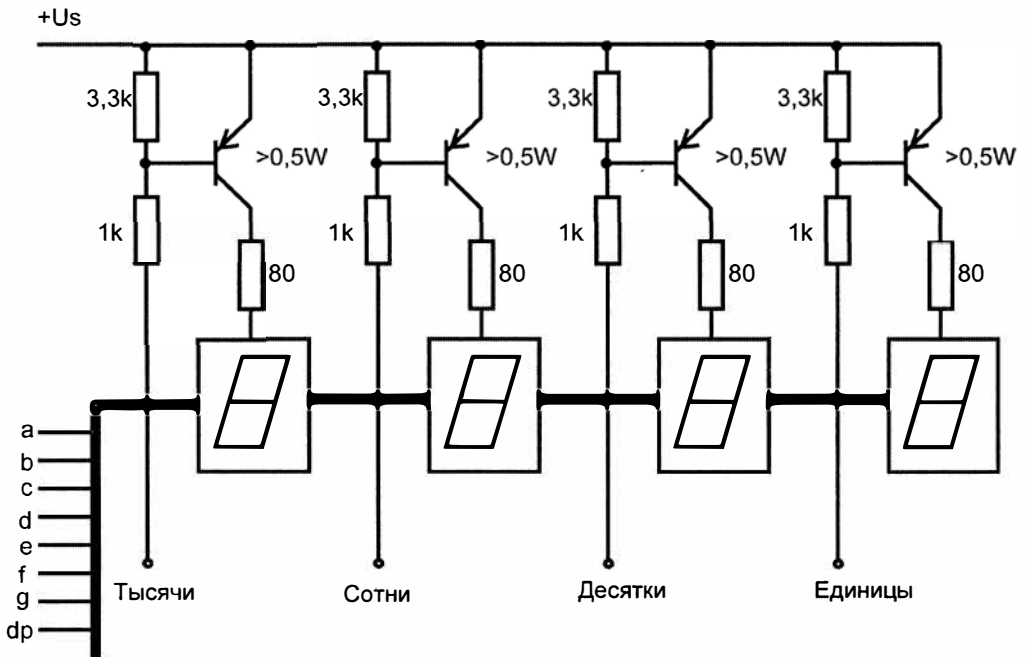 +Us
3,3k 3,3k 3,3k 3,3k
>0,5W >0,5W >0,5W >0,5W
1k 1k 1k 1k
80 80 80 80
a
b
c
d
e
f
g
dp
Тысячи Сотни Десятки Единицы